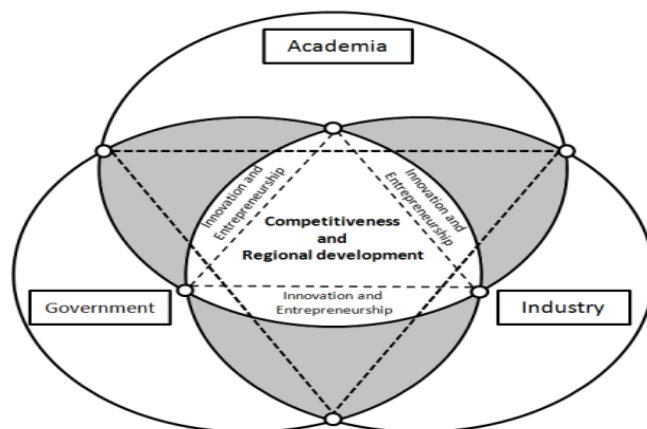 Academia
Innovation and
Entrepreneurship
Innovation and
Entrepreneurship
Competitiveness
and
Regional development
Government
Innovation and
Entrepreneurship
Industry